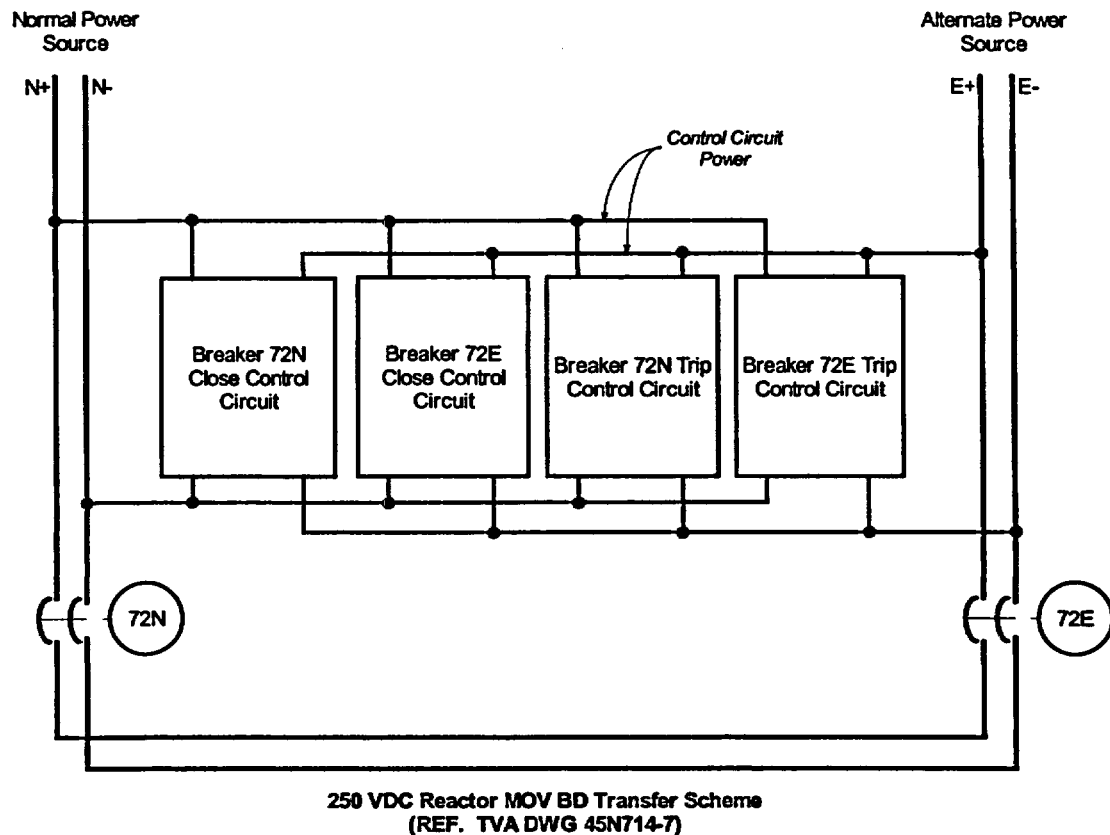 Normal Power
Source
Alternate Power
Source
N+ N-
E+ E-
Control Circuit
Power
Breaker 72N
Close Control
Circuit
Breaker 72E
Close Control
Circuit
Breaker 72N Trip
Control Circuit
Breaker 72E Trip
Control Circuit
72N
72E
250 VDC Reactor MOV BD Transfer Scheme
(REF. TVA DWG 45N714-7)